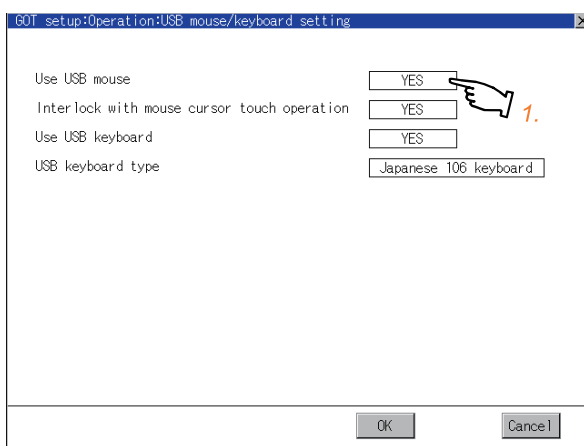 GOT setup:Operation:USB mouse/keyboard setting
Use USB mouse YES
Interlock with mouse cursor touch operation YES
1.
Use USB keyboard YES
USB keyboard type Japanese 106 keyboard
OK Cancel